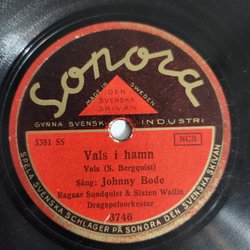 Sonora
MADE IN SWEDEN
DEN
SVENSKA
SKIVAN
GYNNA SVENSK INDUSTRI
5381 SS
NCB
Vals i hamn
Vals (S. Bergquist)
Sång: Johnny Bode
Ragnar Sundquist & Sixten Wallin
Dragspelsorkester
3746
SPELA SVENSKA SCHLAGER PÅ SONORA DEN SVENSKA SKIVAN